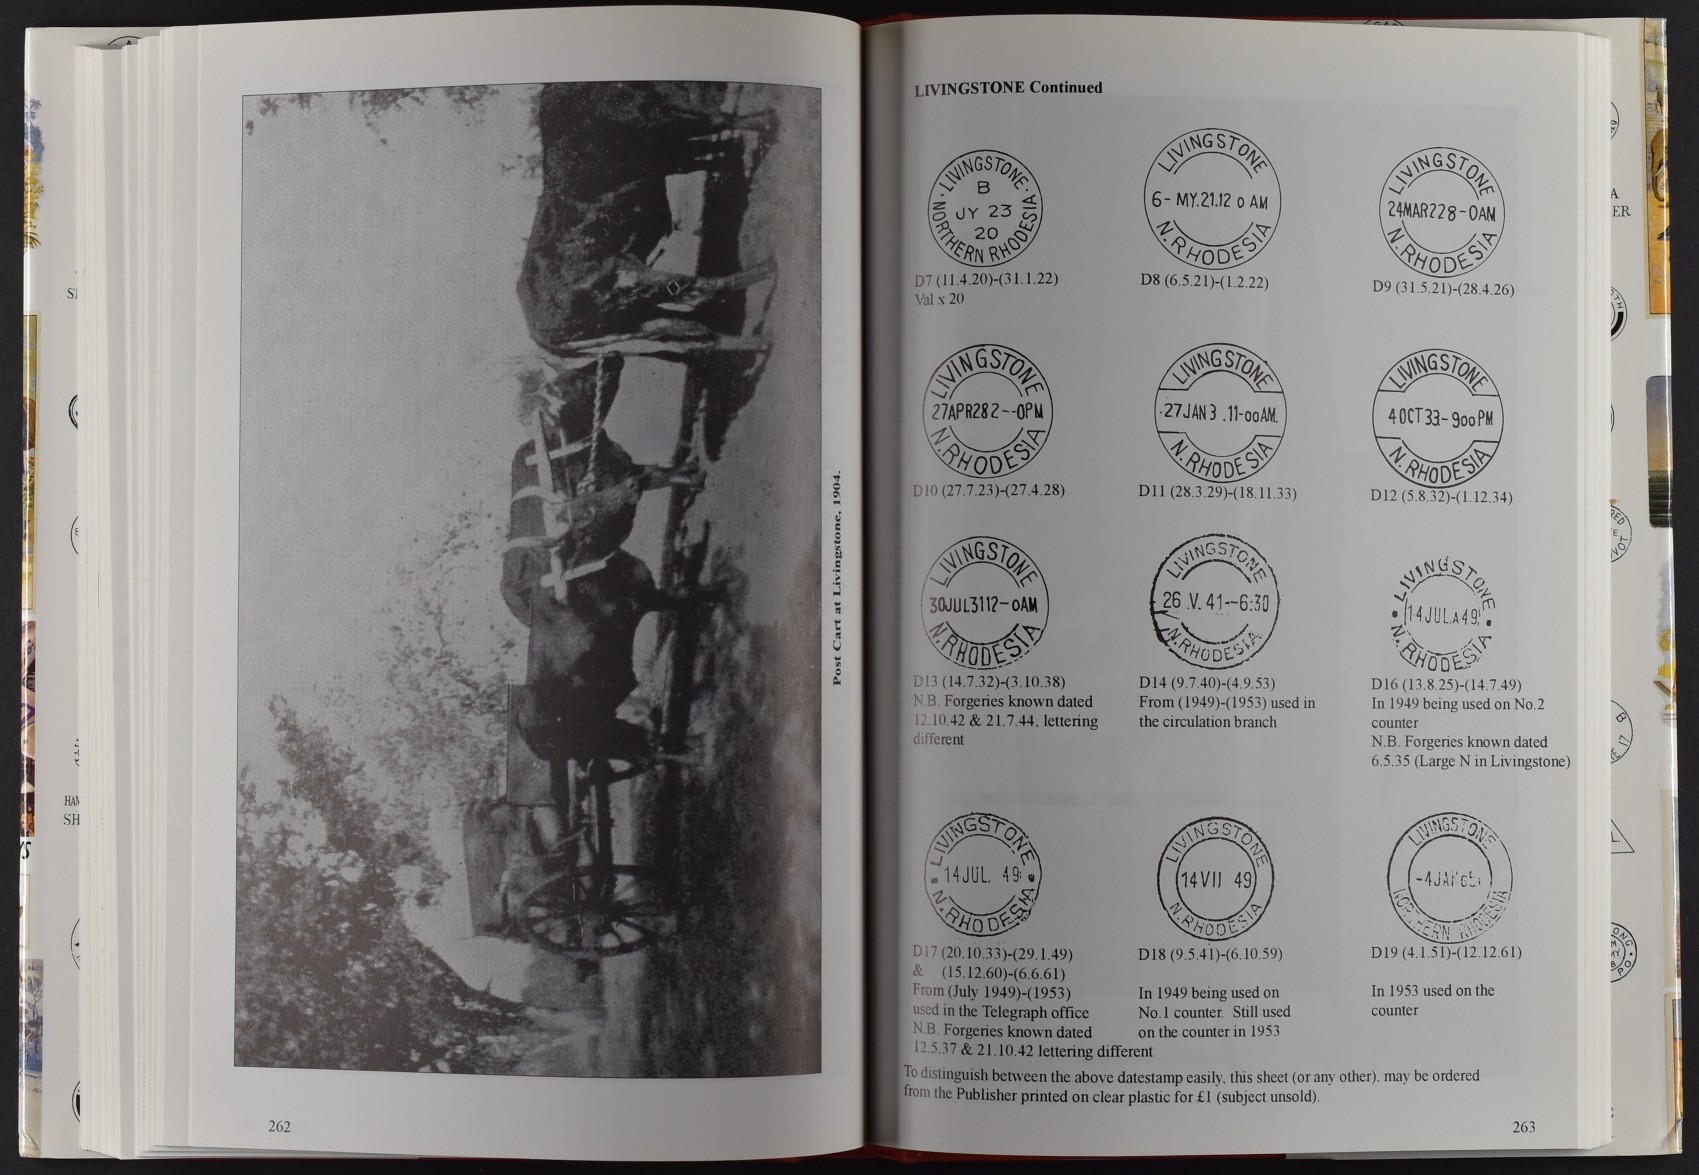 Post Cart at Livingstone, 1904.
262
LIVINGSTONE Continued
LIVINGSTONE
B
JY 23
20
NORTHERN RHODESIA
D7 (11.4.20)-(31.1.22)
Val x 20
LIVINGSTONE
6- MY.21.12 o AM
N. RHODESIA
D8 (6.5.21)-(1.2.22)
LIVINGSTONE
24MAR228-0AM
N. RHODESIA
D9 (31.5.21)-(28.4.26)
LIVINGSTONE
27APR282--0PM
N. RHODESIA
D10 (27.7.23)-(27.4.28)
LIVINGSTONE
27JAN3 .11-00AM.
N. RHODESIA
D11 (28.3.29)-(18.11.33)
LIVINGSTONE
4OCT33-900PM
N. RHODESIA
D12 (5.8.32)-(1.12.34)
LIVINGSTONE
30JUL3112-0AM
N. RHODESIA
D13 (14.7.32)-(3.10.38)
N.B. Forgeries known dated
12.10.42 & 21.7.44. lettering
different
LIVINGSTONE
26 .V. 41--6:30
N. RHODESIA
D14 (9.7.40)-(4.9.53)
From (1949)-(1953) used in
the circulation branch
LIVINGSTONE
14JUL.A49
N. RHODESIA
D16 (13.8.25)-(14.7.49)
In 1949 being used on No.2
counter
N.B. Forgeries known dated
6.5.35 (Large N in Livingstone)
LIVINGSTONE
14JUL. 49
N. RHODESIA
D17 (20.10.33)-(29.1.49)
& (15.12.60)-(6.6.61)
From (July 1949)-(1953)
used in the Telegraph office
N.B. Forgeries known dated
12.5.37 & 21.10.42 lettering different
LIVINGSTONE
14VII 49
N. RHODESIA
D18 (9.5.41)-(6.10.59)
In 1949 being used on
No.1 counter. Still used
on the counter in 1953
LIVINGSTONE
NORTHERN RHODESIA
D19 (4.1.51)-(12.12.61)
In 1953 used on the
counter
To distinguish between the above datestamp easily, this sheet (or any other), may be ordered
from the Publisher printed on clear plastic for £1 (subject unsold).
263